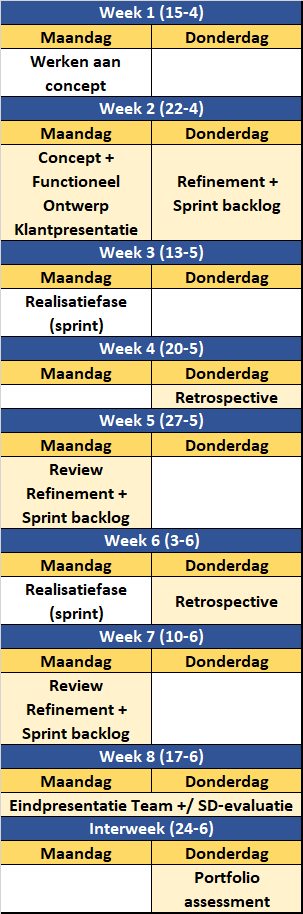 Week 1 (15-4)
Maandag Donderdag
Werken aan
concept
Week 2 (22-4)
Maandag Donderdag
Concept +
Functioneel
Ontwerp
Klantpresentatie
Refinement +
Sprint backlog
Week 3 (13-5)
Maandag Donderdag
Realisatiefase
(sprint)
Week 4 (20-5)
Maandag Donderdag
Retrospective
Week 5 (27-5)
Maandag Donderdag
Review
Refinement +
Sprint backlog
Week 6 (3-6)
Maandag Donderdag
Realisatiefase
(sprint)
Retrospective
Week 7 (10-6)
Maandag Donderdag
Review
Refinement +
Sprint backlog
Week 8 (17-6)
Maandag Donderdag
Eindpresentatie Team +/ SD-evaluatie
Interweek (24-6)
Maandag Donderdag
Portfolio
assessment